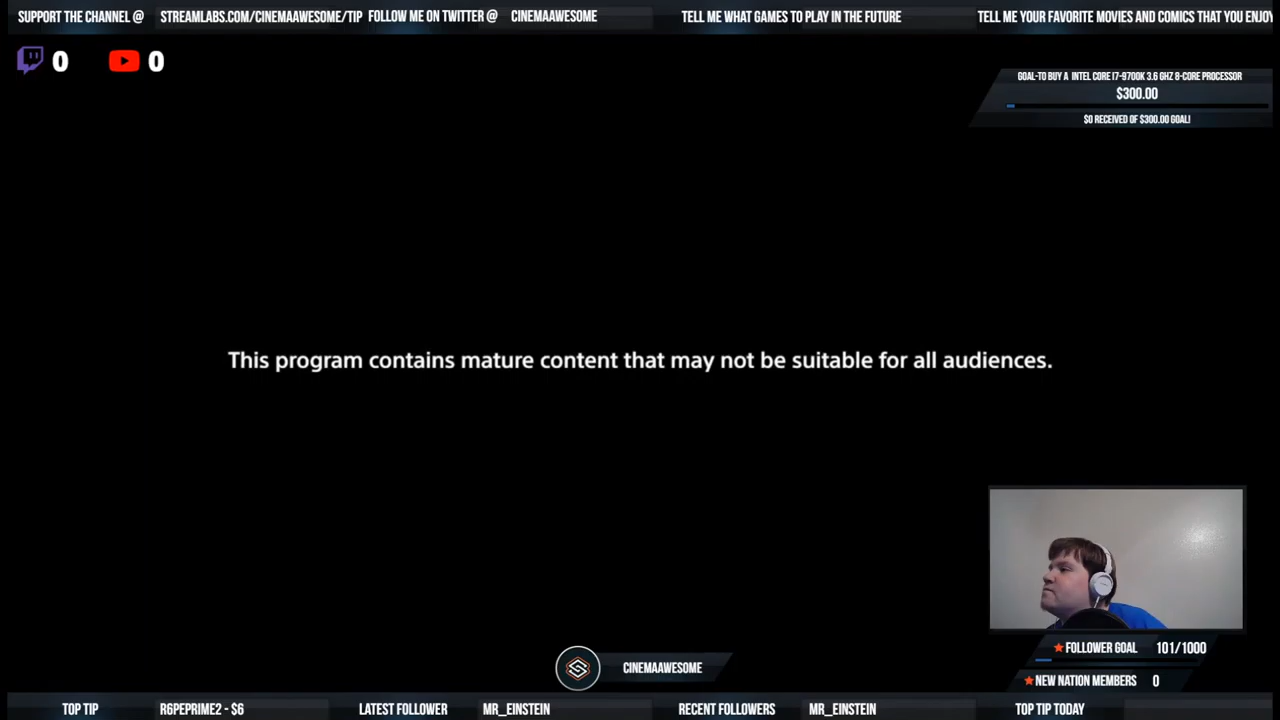 SUPPORT THE CHANNEL @ STREAMLABS.COM/CINEMAAWESOME/TIP FOLLOW ME ON TWITTER @ CINEMAAWESOME TELL ME WHAT GAMES TO PLAY IN THE FUTURE TELL ME YOUR FAVORITE MOVIES AND COMICS THAT YOU ENJOY
0 0
GOAL-TO BUY A INTEL CORE I7-9700K 3.6 GHZ 8-CORE PROCESSOR
$300.00
$0 RECEIVED OF $300.00 GOAL!
This program contains mature content that may not be suitable for all audiences.
FOLLOWER GOAL 101/1000
CINEMAAWESOME
NEW NATION MEMBERS 0
TOP TIP R6PEPRIME2 - $6 LATEST FOLLOWER MR_EINSTEIN RECENT FOLLOWERS MR_EINSTEIN TOP TIP TODAY